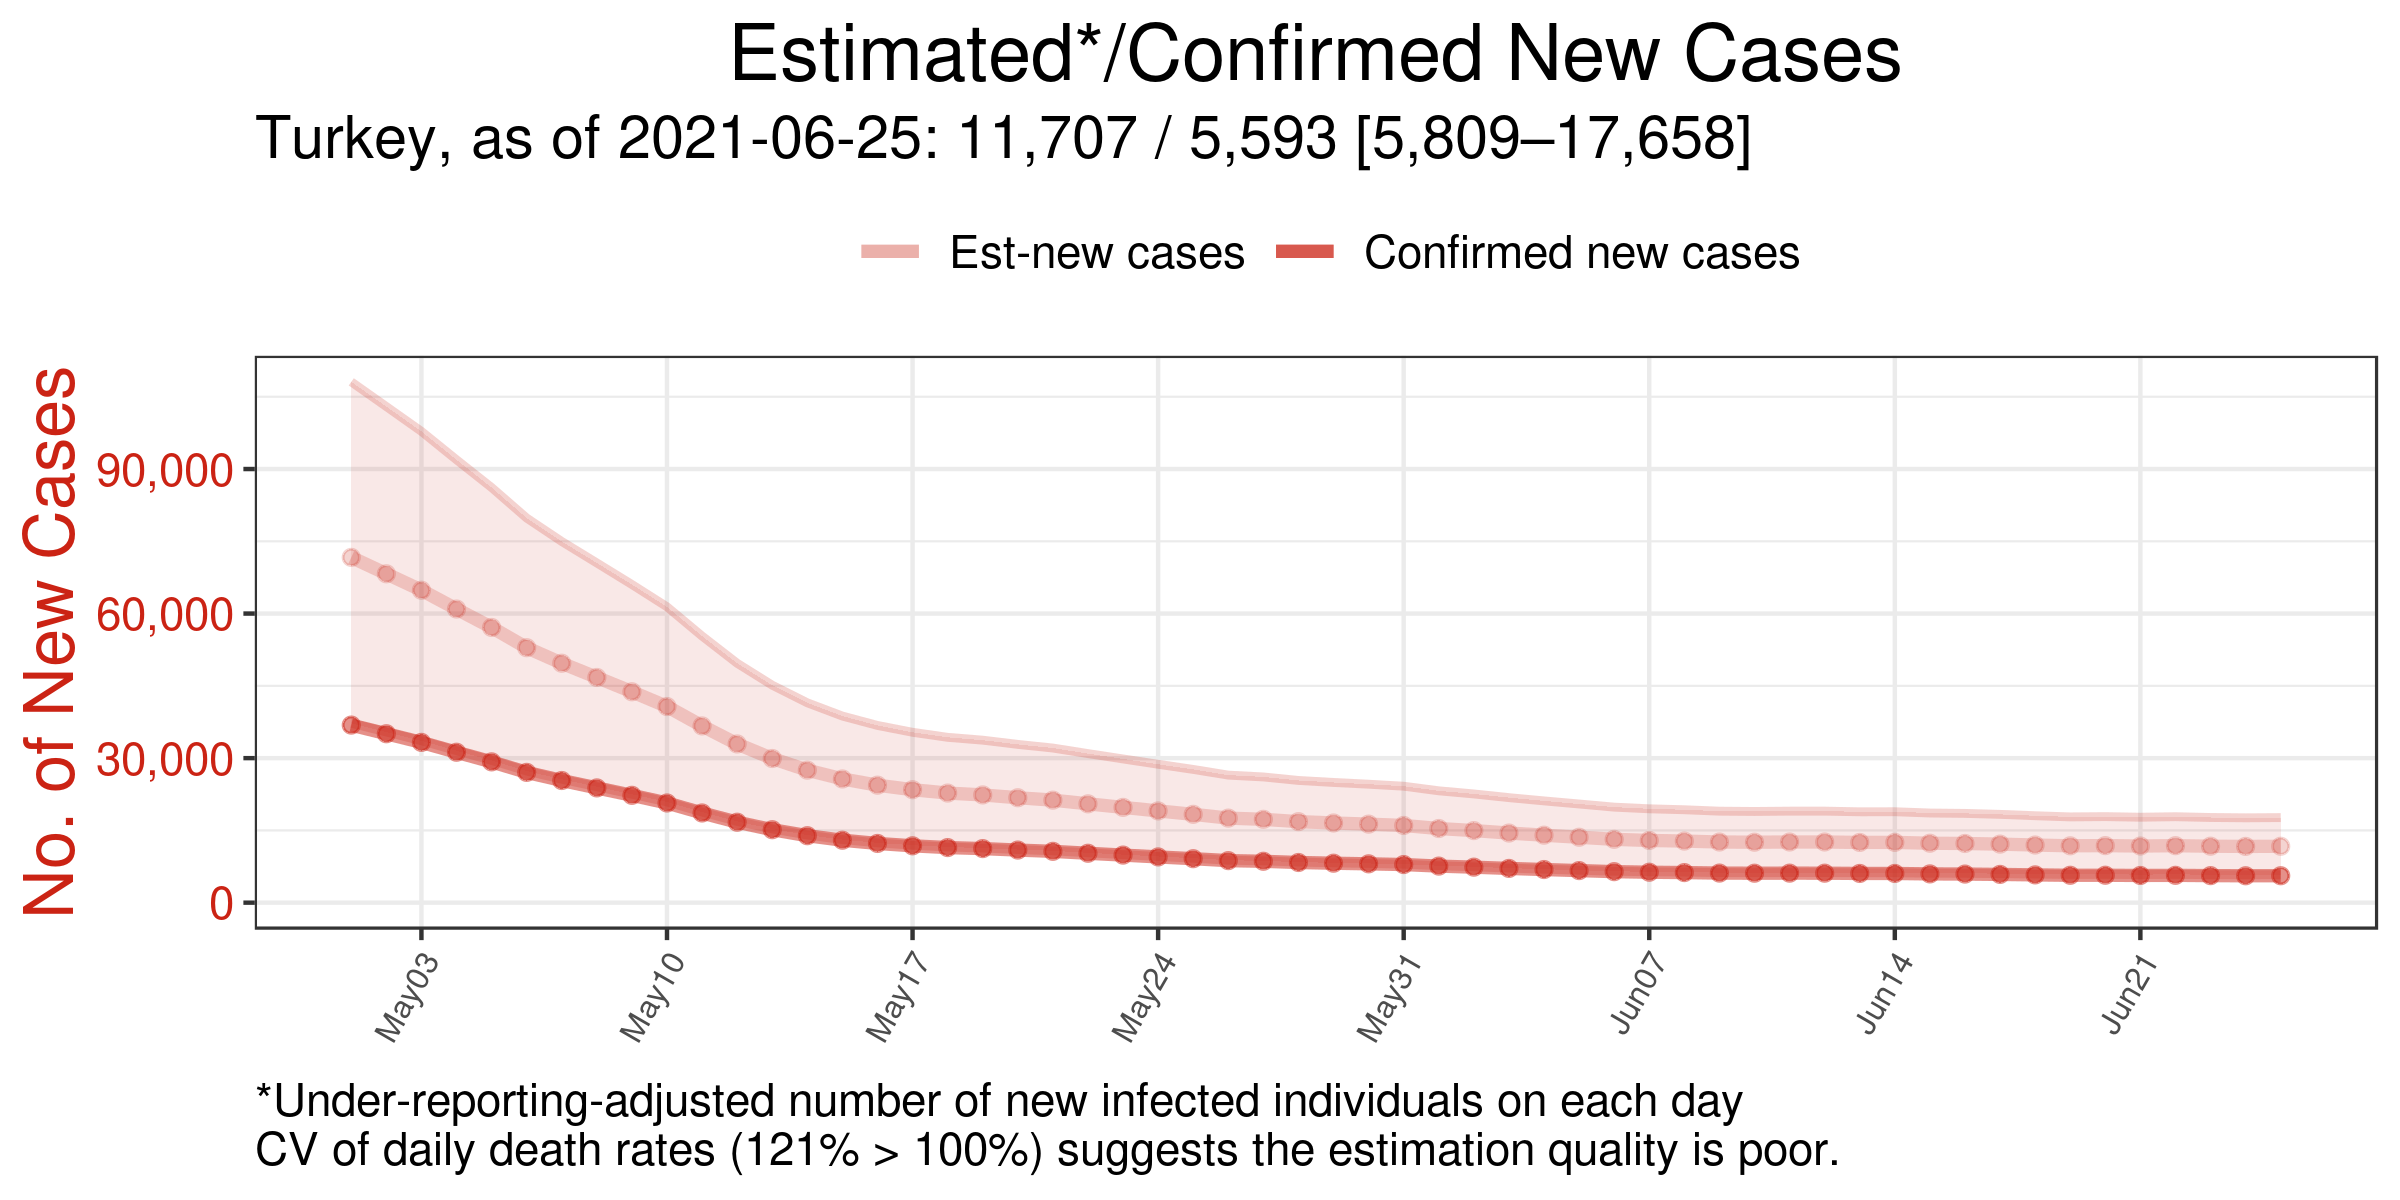 Estimated*/Confirmed New Cases
Turkey, as of 2021-06-25: 11,707 / 5,593 [5,809–17,658]
Est-new cases
Confirmed new cases
No. of New Cases
90,000
60,000
30,000
0
May03
May10
May17
May24
May31
Jun07
Jun14
Jun21
*Under-reporting-adjusted number of new infected individuals on each day
CV of daily death rates (121% > 100%) suggests the estimation quality is poor.